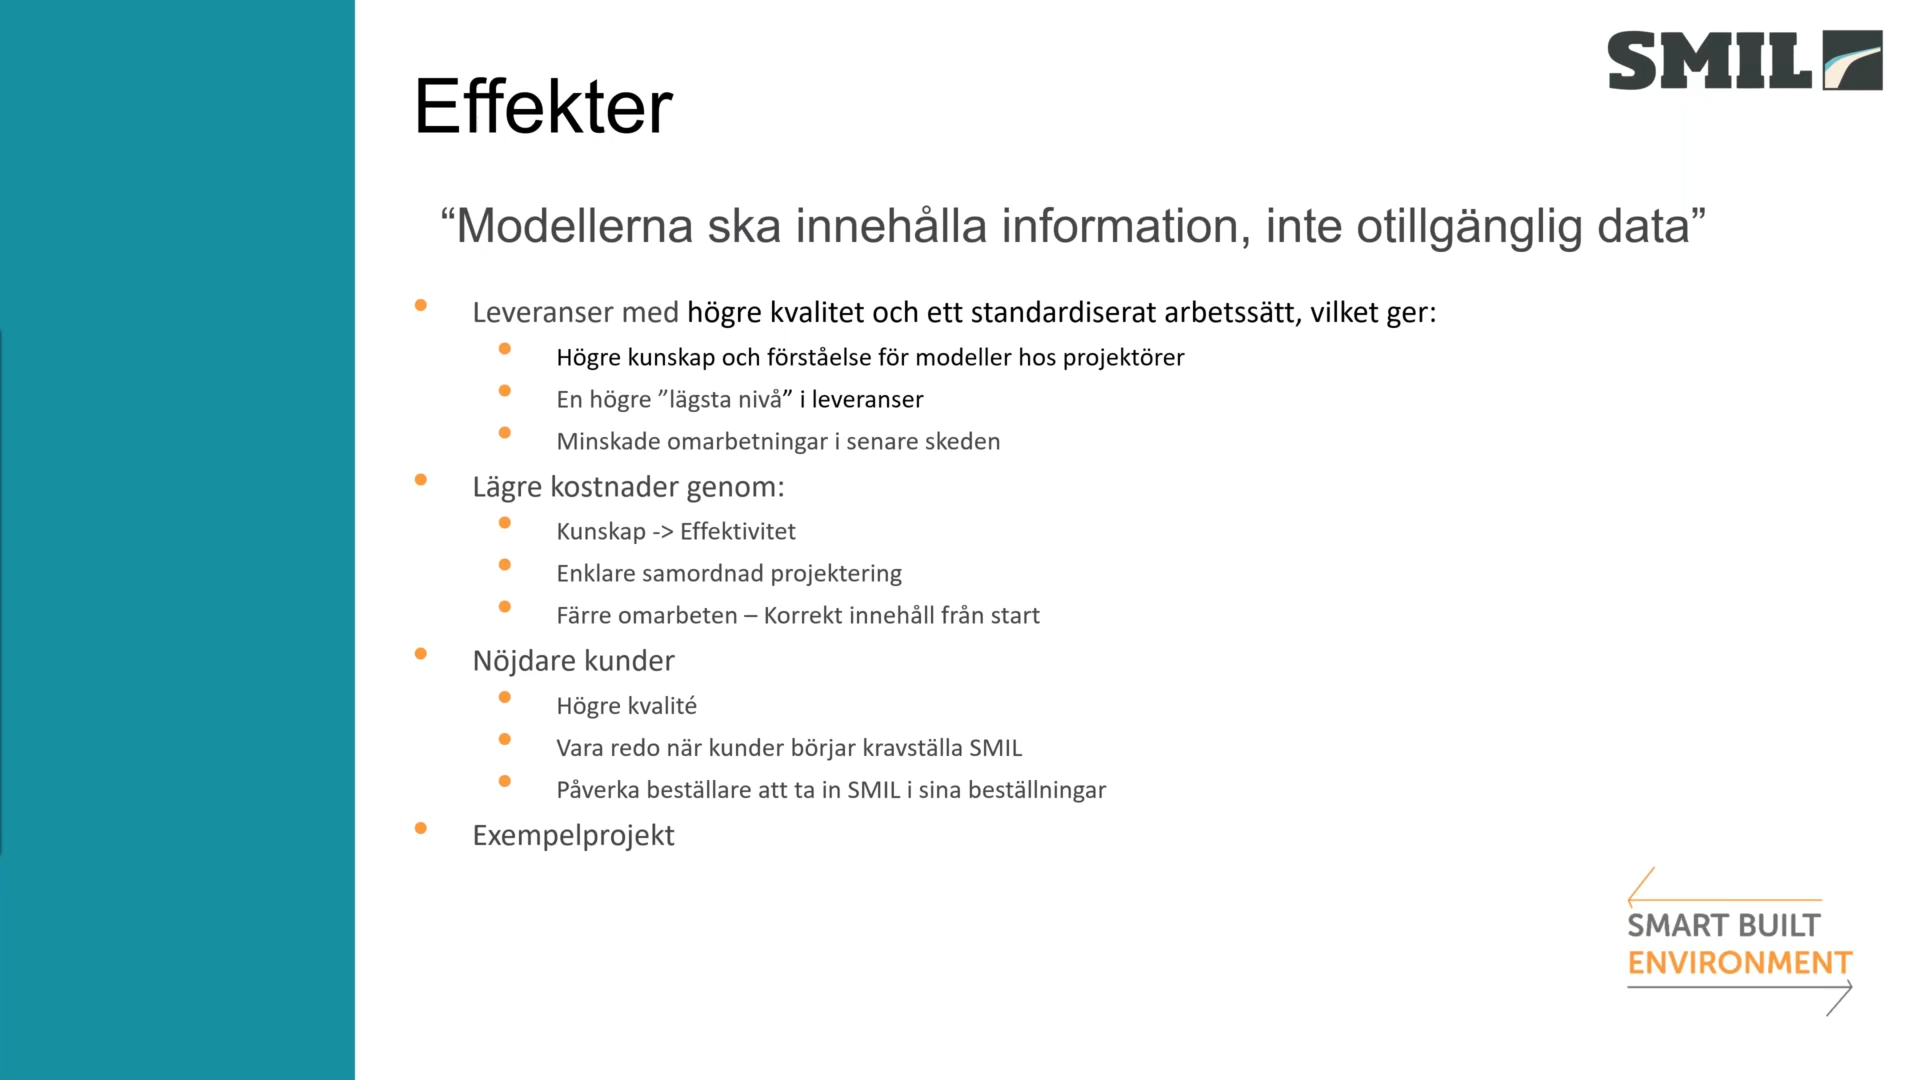 SMIL
Effekter
“Modellerna ska innehålla information, inte otillgänglig data”
• Leveranser med högre kvalitet och ett standardiserat arbetssätt, vilket ger:
• Högre kunskap och förståelse för modeller hos projektörer
• En högre ”lägsta nivå” i leveranser
• Minskade omarbetningar i senare skeden
• Lägre kostnader genom:
• Kunskap -> Effektivitet
• Enklare samordnad projektering
• Färre omarbeten – Korrekt innehåll från start
• Nöjdare kunder
• Högre kvalité
• Vara redo när kunder börjar kravställa SMIL
• Påverka beställare att ta in SMIL i sina beställningar
• Exempelprojekt
SMART BUILT
ENVIRONMENT